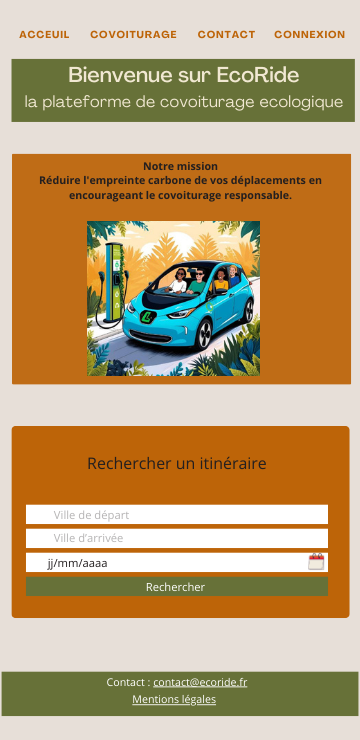 ACCEUIL COVOITURAGE CONTACT CONNEXION
Bienvenue sur EcoRide
la plateforme de covoiturage ecologique
Notre mission
Réduire l'empreinte carbone de vos déplacements en
encourageant le covoiturage responsable.
Rechercher un itinéraire
Ville de départ
Ville d'arrivée
jj/mm/aaaa
Rechercher
Contact : contact@ecoride.fr
Mentions légales